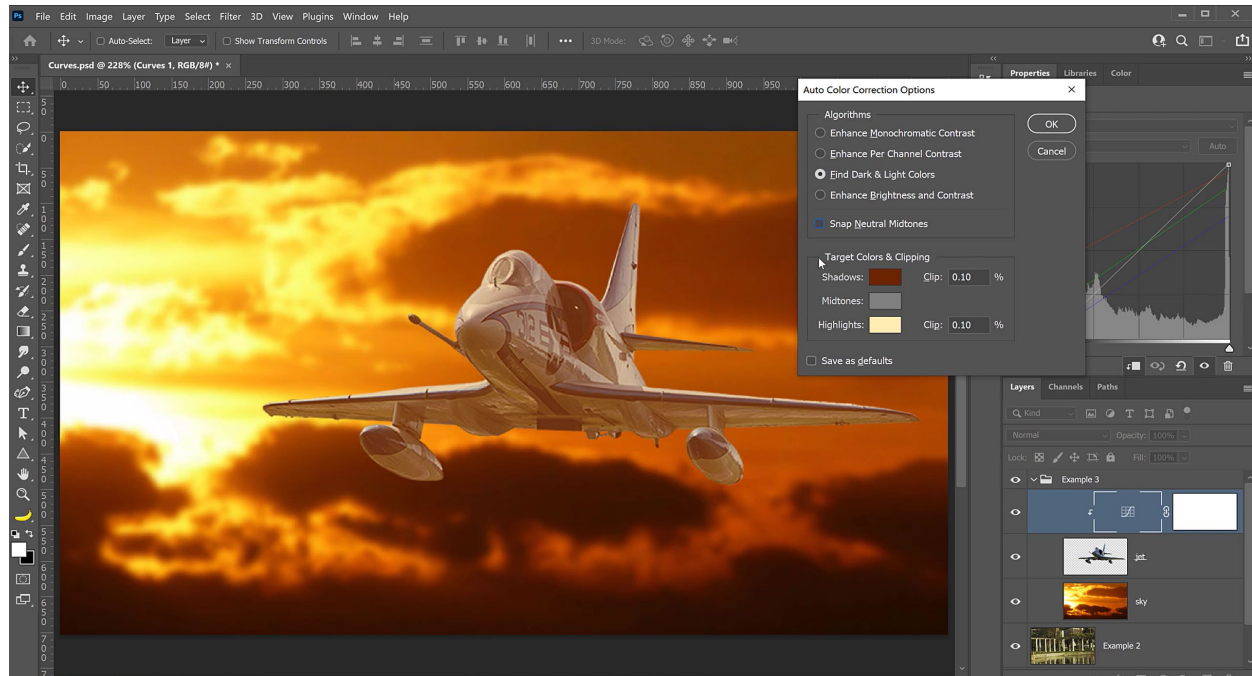 Ps File Edit Image Layer Type Select Filter 3D View Plugins Window Help
Auto-Select: Layer Show Transform Controls 3D Mode:
Curves.psd @ 228% (Curves 1, RGB/8#) * ×
0 50 100 150 200 250 300 350 400 450 500 550 600 650 700 750 800 850 900 950
Properties Libraries Color
Auto
Auto Color Correction Options
Algorithms
Enhance Monochromatic Contrast
Enhance Per Channel Contrast
Find Dark & Light Colors
Enhance Brightness and Contrast
Snap Neutral Midtones
OK
Cancel
Target Colors & Clipping
Shadows: Clip: 0.10 %
Midtones:
Highlights: Clip: 0.10 %
Save as defaults
Layers Channels Paths
Kind
Normal Opacity: 100%
Lock: Fill: 100%
Example 3
jet
sky
Example 2